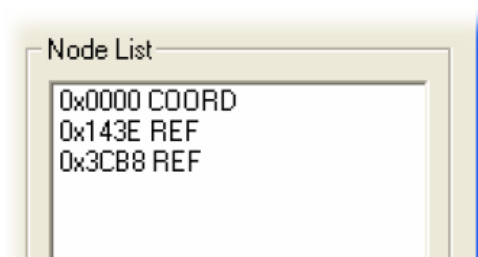 Node List
0x0000 COORD
0x143E REF
0x3CB8 REF